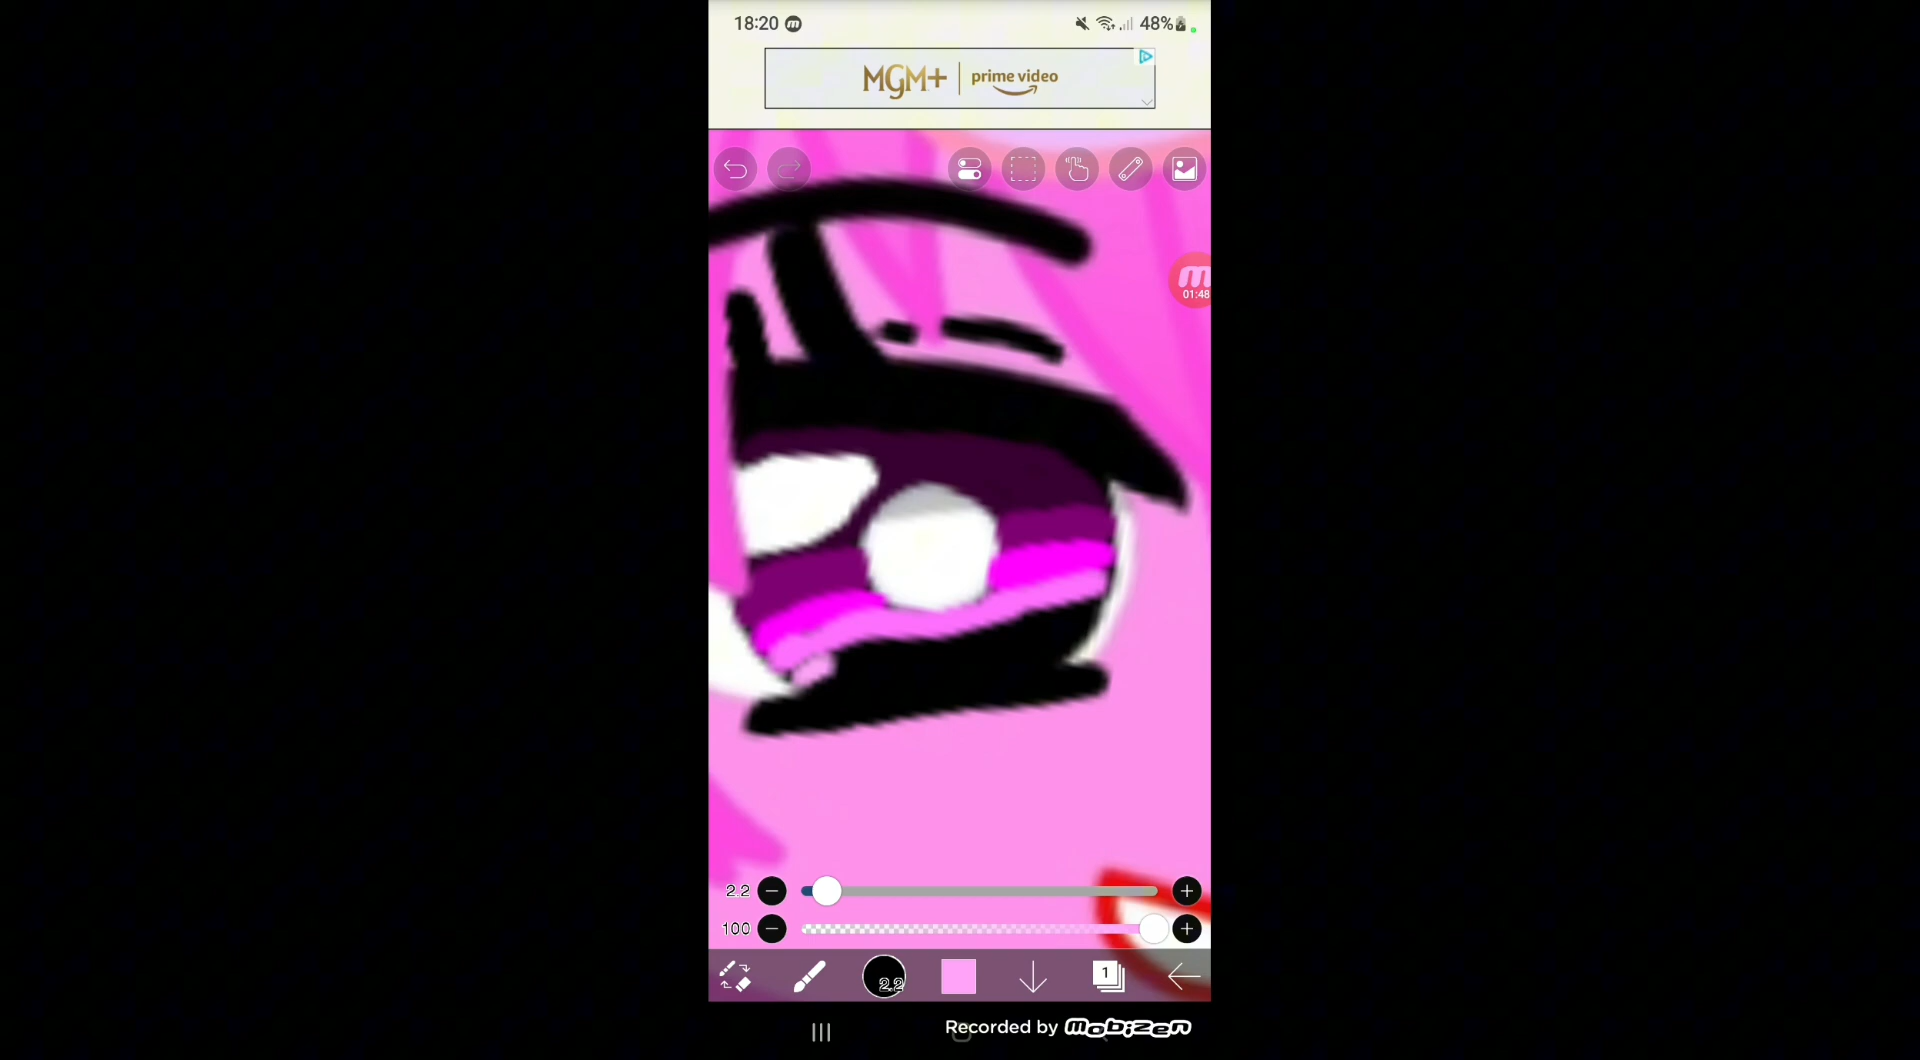 18:20 m 48%
MGM+ prime video
m
01:48
2.2
100
2.2
1
Recorded by mobizen